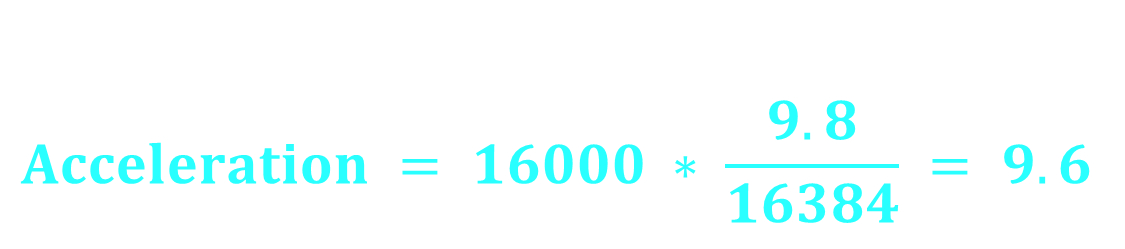 Acceleration = 16000 * 9.8/16384 = 9.6